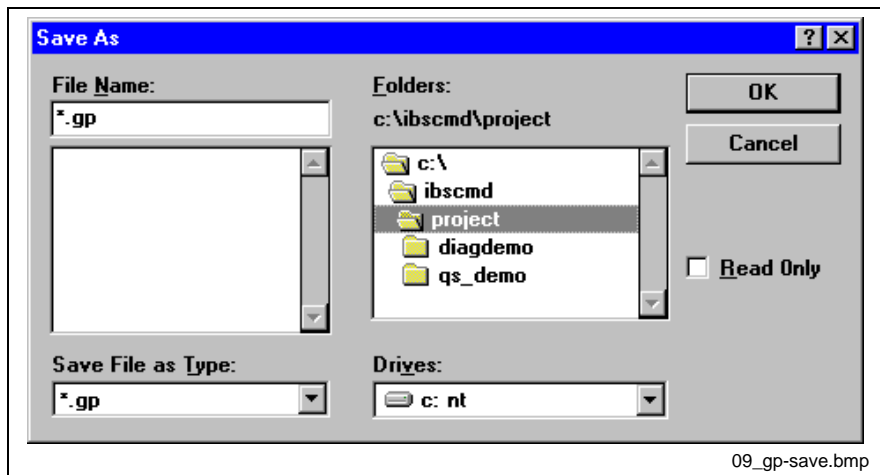 Save As
File Name:
*.gp
Folders:
c:\ibscmd\project
c:\
ibscmd
project
diagdemo
qs_demo
OK
Cancel
Read Only
Save File as Type:
*.gp
Drives:
c: nt
09_gp-save.bmp